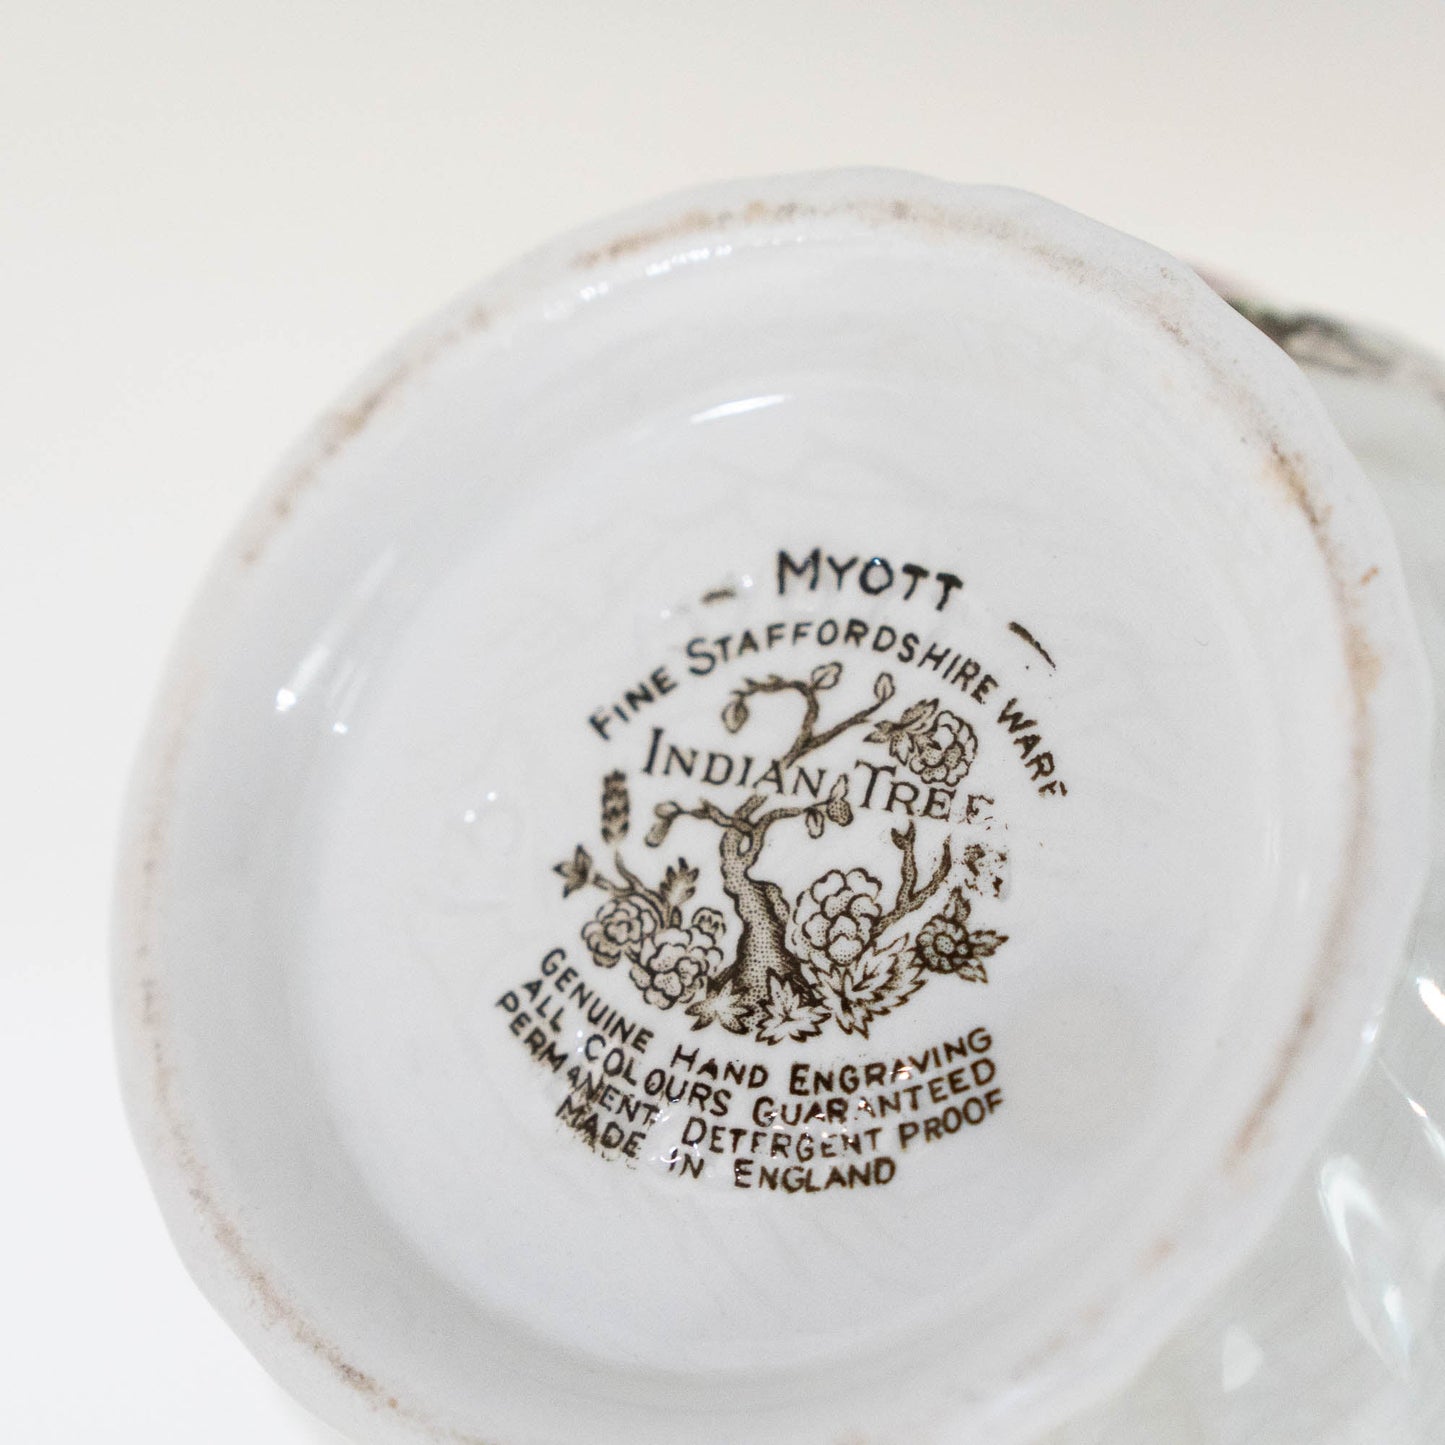 MYOTT
FINE STAFFORDSHIRE WARE
INDIAN TREE
GENUINE HAND ENGRAVING
ALL COLOURS GUARANTEED
PERMANENT DETERGENT PROOF
MADE IN ENGLAND